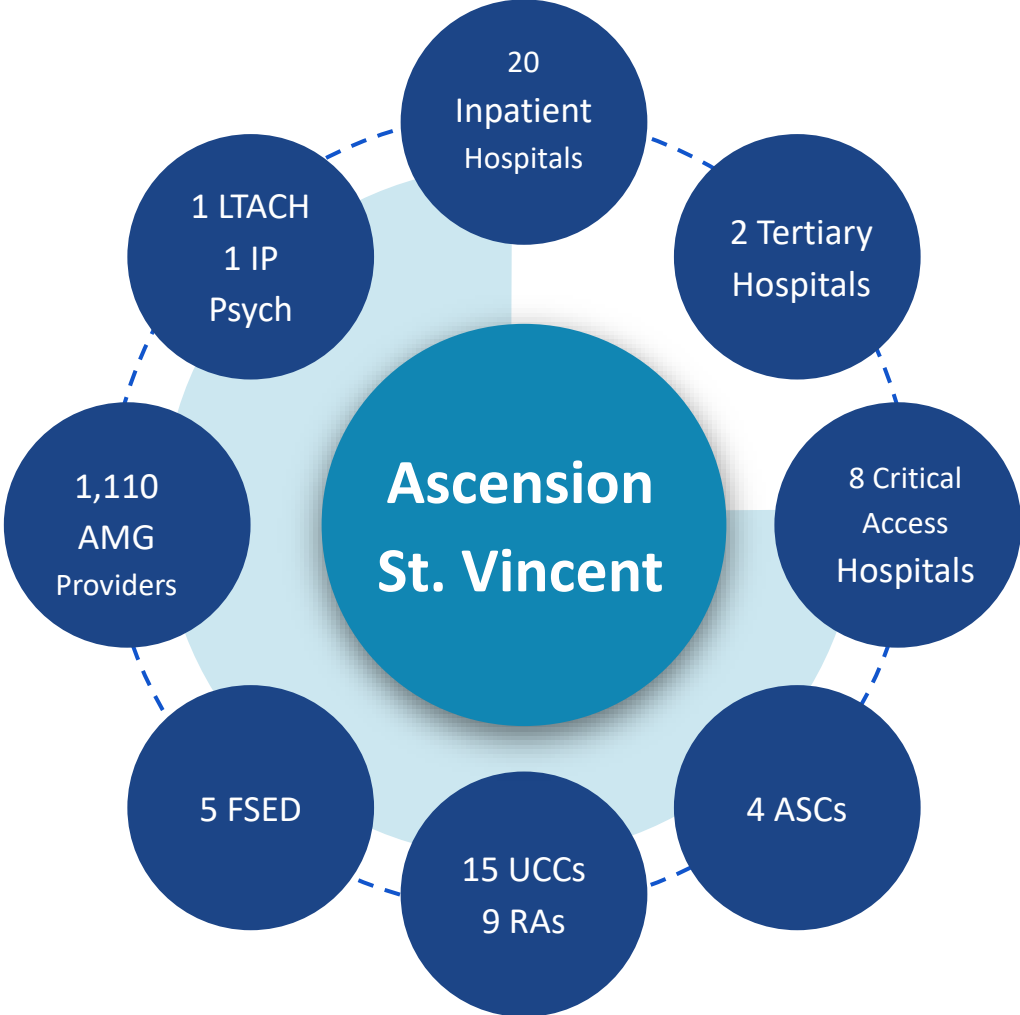 20
Inpatient
Hospitals
2 Tertiary
Hospitals
8 Critical
Access
Hospitals
4 ASCs
15 UCCs
9 RAs
5 FSED
1,110
AMG
Providers
1 LTACH
1 IP
Psych
Ascension
St. Vincent